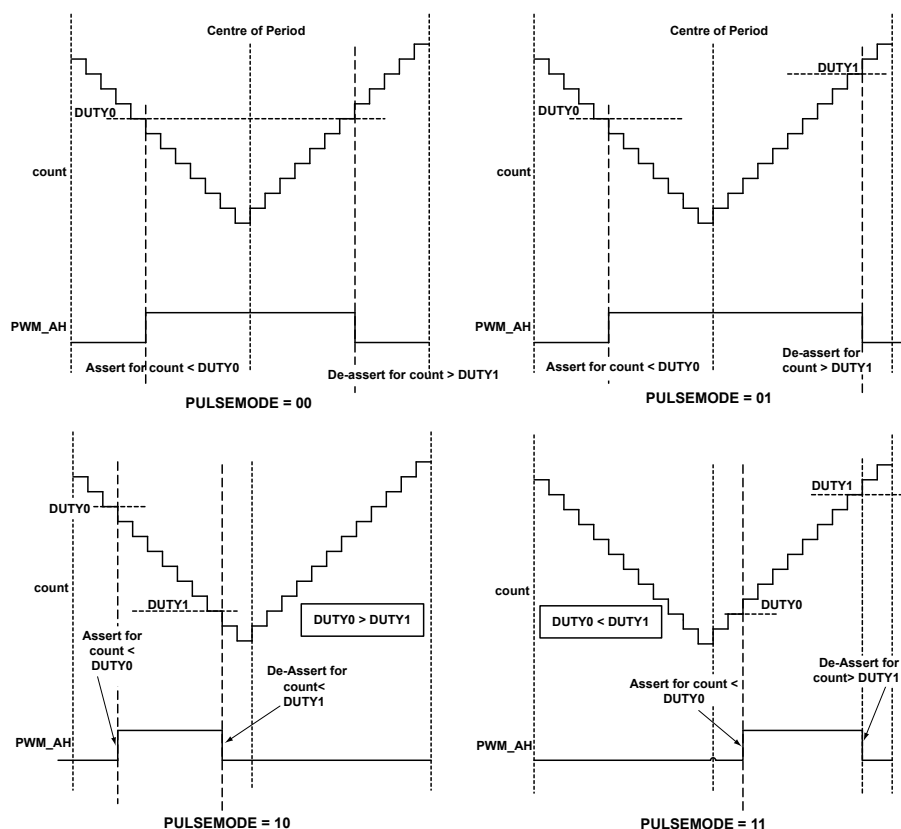 Centre of Period
DUTY0
count
PWM_AH
Assert for count < DUTY0
De-assert for count > DUTY1
PULSEMODE = 00
Centre of Period
DUTY1
DUTY0
count
PWM_AH
Assert for count < DUTY0
De-assert for
count > DUTY1
PULSEMODE = 01
DUTY0
count
DUTY1
DUTY0 > DUTY1
Assert for
count <
DUTY0
De-Assert for
count<
DUTY1
PWM_AH
PULSEMODE = 10
DUTY1
count
DUTY0
DUTY0 < DUTY1
Assert for count <
DUTY0
De-Assert for
count> DUTY1
PWM_AH
PULSEMODE = 11